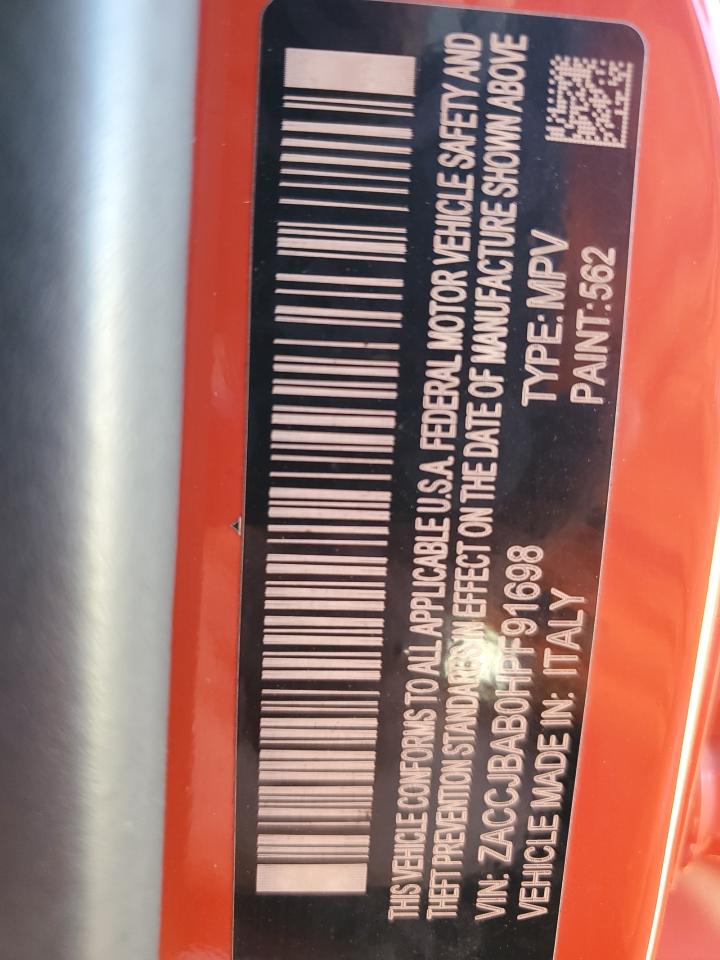 THIS VEHICLE CONFORMS TO ALL APPLICABLE U.S.A. FEDERAL MOTOR VEHICLE SAFETY AND
THEFT PREVENTION STANDARDS IN EFFECT ON THE DATE OF MANUFACTURE SHOWN ABOVE
VIN: ZACCJBAB0HPF91698 TYPE: MPV
VEHICLE MADE IN: ITALY PAINT: 562